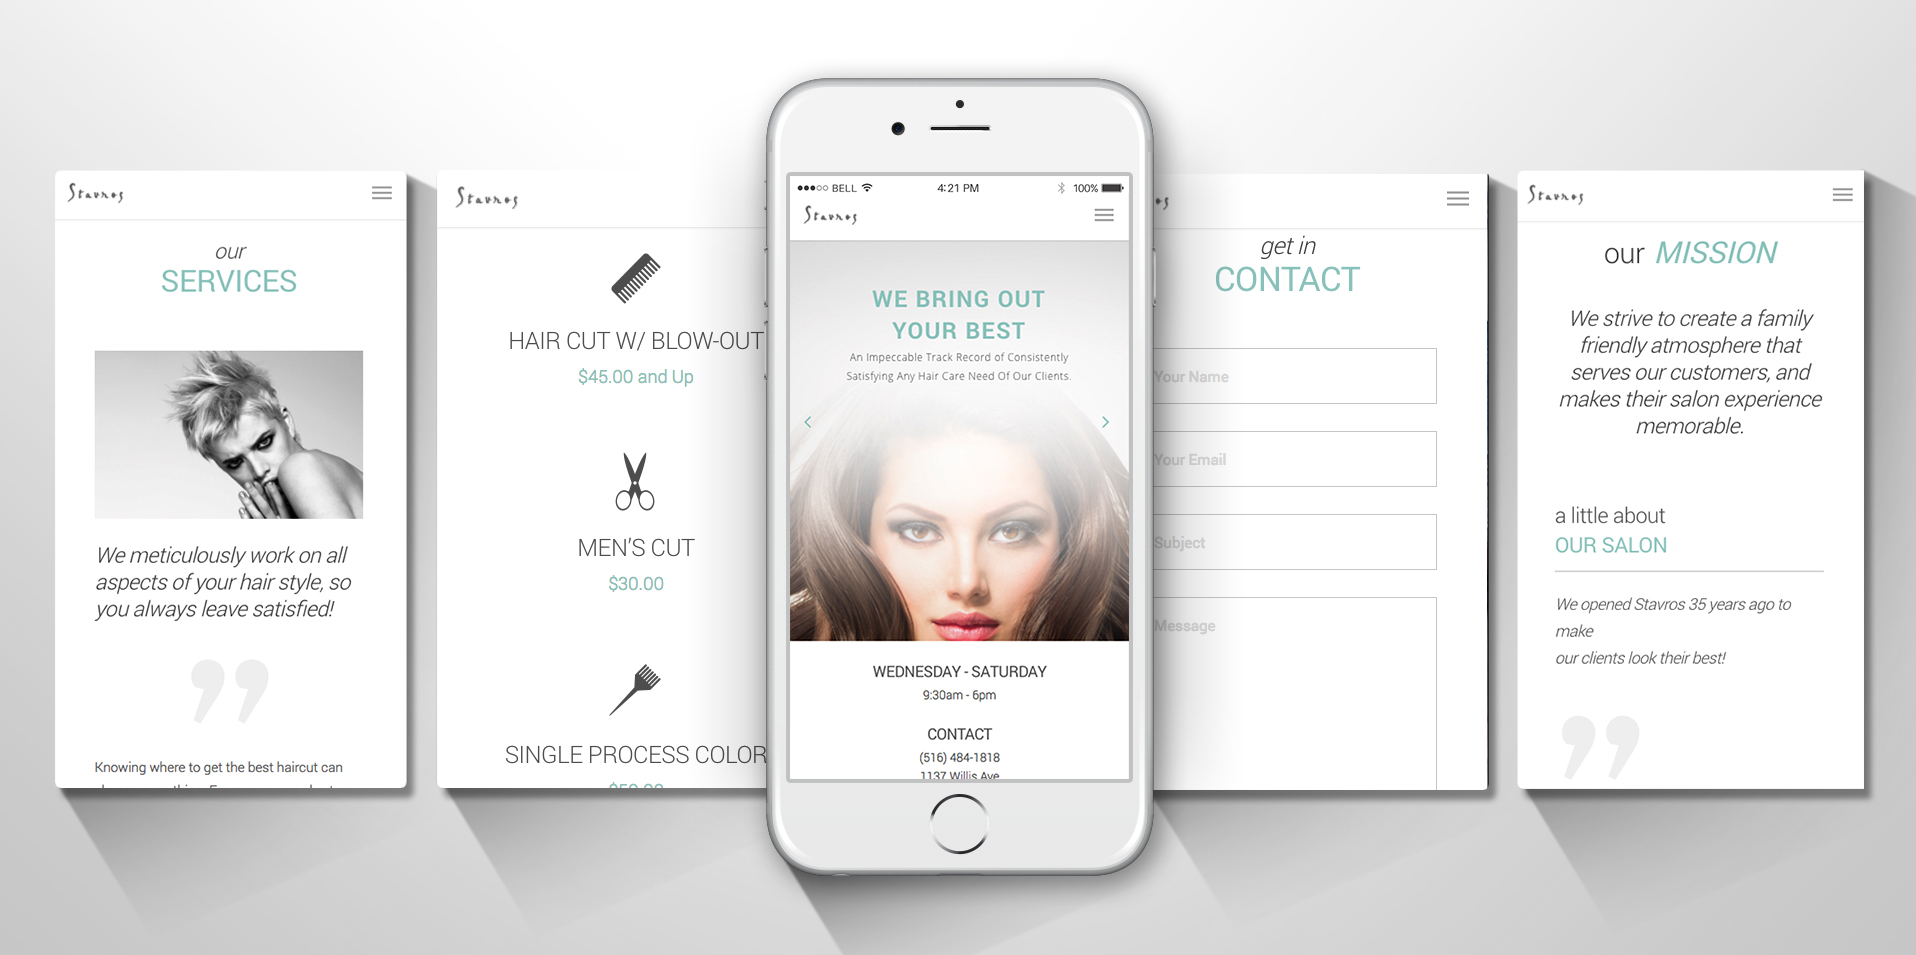 Stavros
our
SERVICES
We meticulously work on all
aspects of your hair style, so
you always leave satisfied!
”
Knowing where to get the best haircut can
Stavros
HAIR CUT W/ BLOW-OUT
$45.00 and Up
MEN'S CUT
$30.00
SINGLE PROCESS COLOR
BELL
4:21 PM
100%
Stavros
WE BRING OUT
YOUR BEST
An Impeccable Track Record of Consistently
Satisfying Any Hair Care Need Of Our Clients.
WEDNESDAY - SATURDAY
9:30am - 6pm
CONTACT
(516) 484-1818
1137 Willis Ave
get in
CONTACT
Your Name
Your Email
Subject
Message
Stavros
our MISSION
We strive to create a family
friendly atmosphere that
serves our customers, and
makes their salon experience
memorable.
a little about
OUR SALON
We opened Stavros 35 years ago to
make
our clients look their best!
”